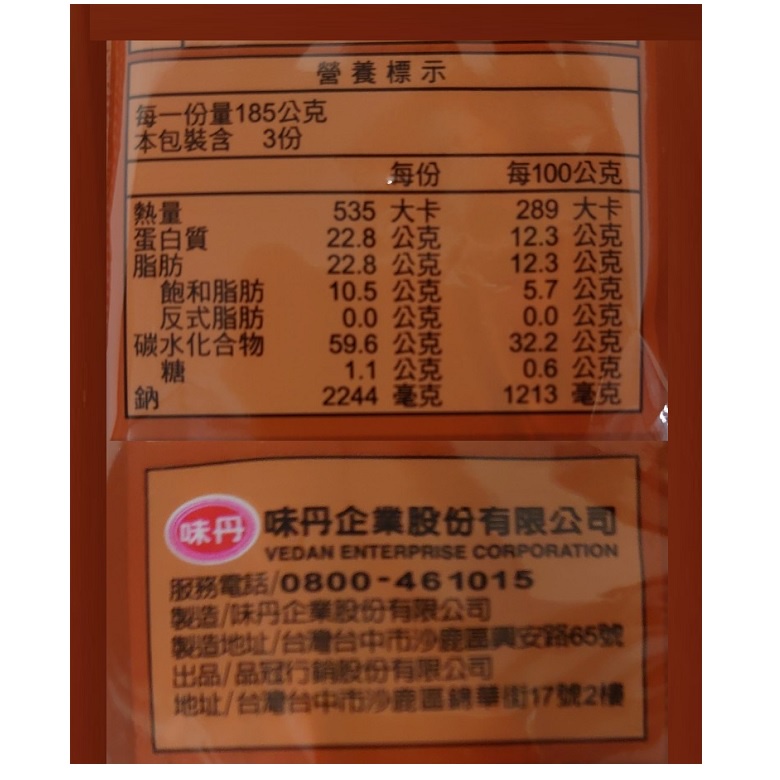 營養標示
每一份量185公克
本包裝含 3份
每份 每100公克
熱量 535 大卡 289 大卡
蛋白質 22.8 公克 12.3 公克
脂肪 22.8 公克 12.3 公克
飽和脂肪 10.5 公克 5.7 公克
反式脂肪 0.0 公克 0.0 公克
碳水化合物 59.6 公克 32.2 公克
糖 1.1 公克 0.6 公克
鈉 2244 毫克 1213 毫克
味丹 味丹企業股份有限公司
VEDAN ENTERPRISE CORPORATION
服務電話/0800-461015
製造/味丹企業股份有限公司
製造地址/台灣台中市沙鹿區興安路65號
出品/品冠行銷股份有限公司
地址/台灣台中市沙鹿區錦華街17號2樓